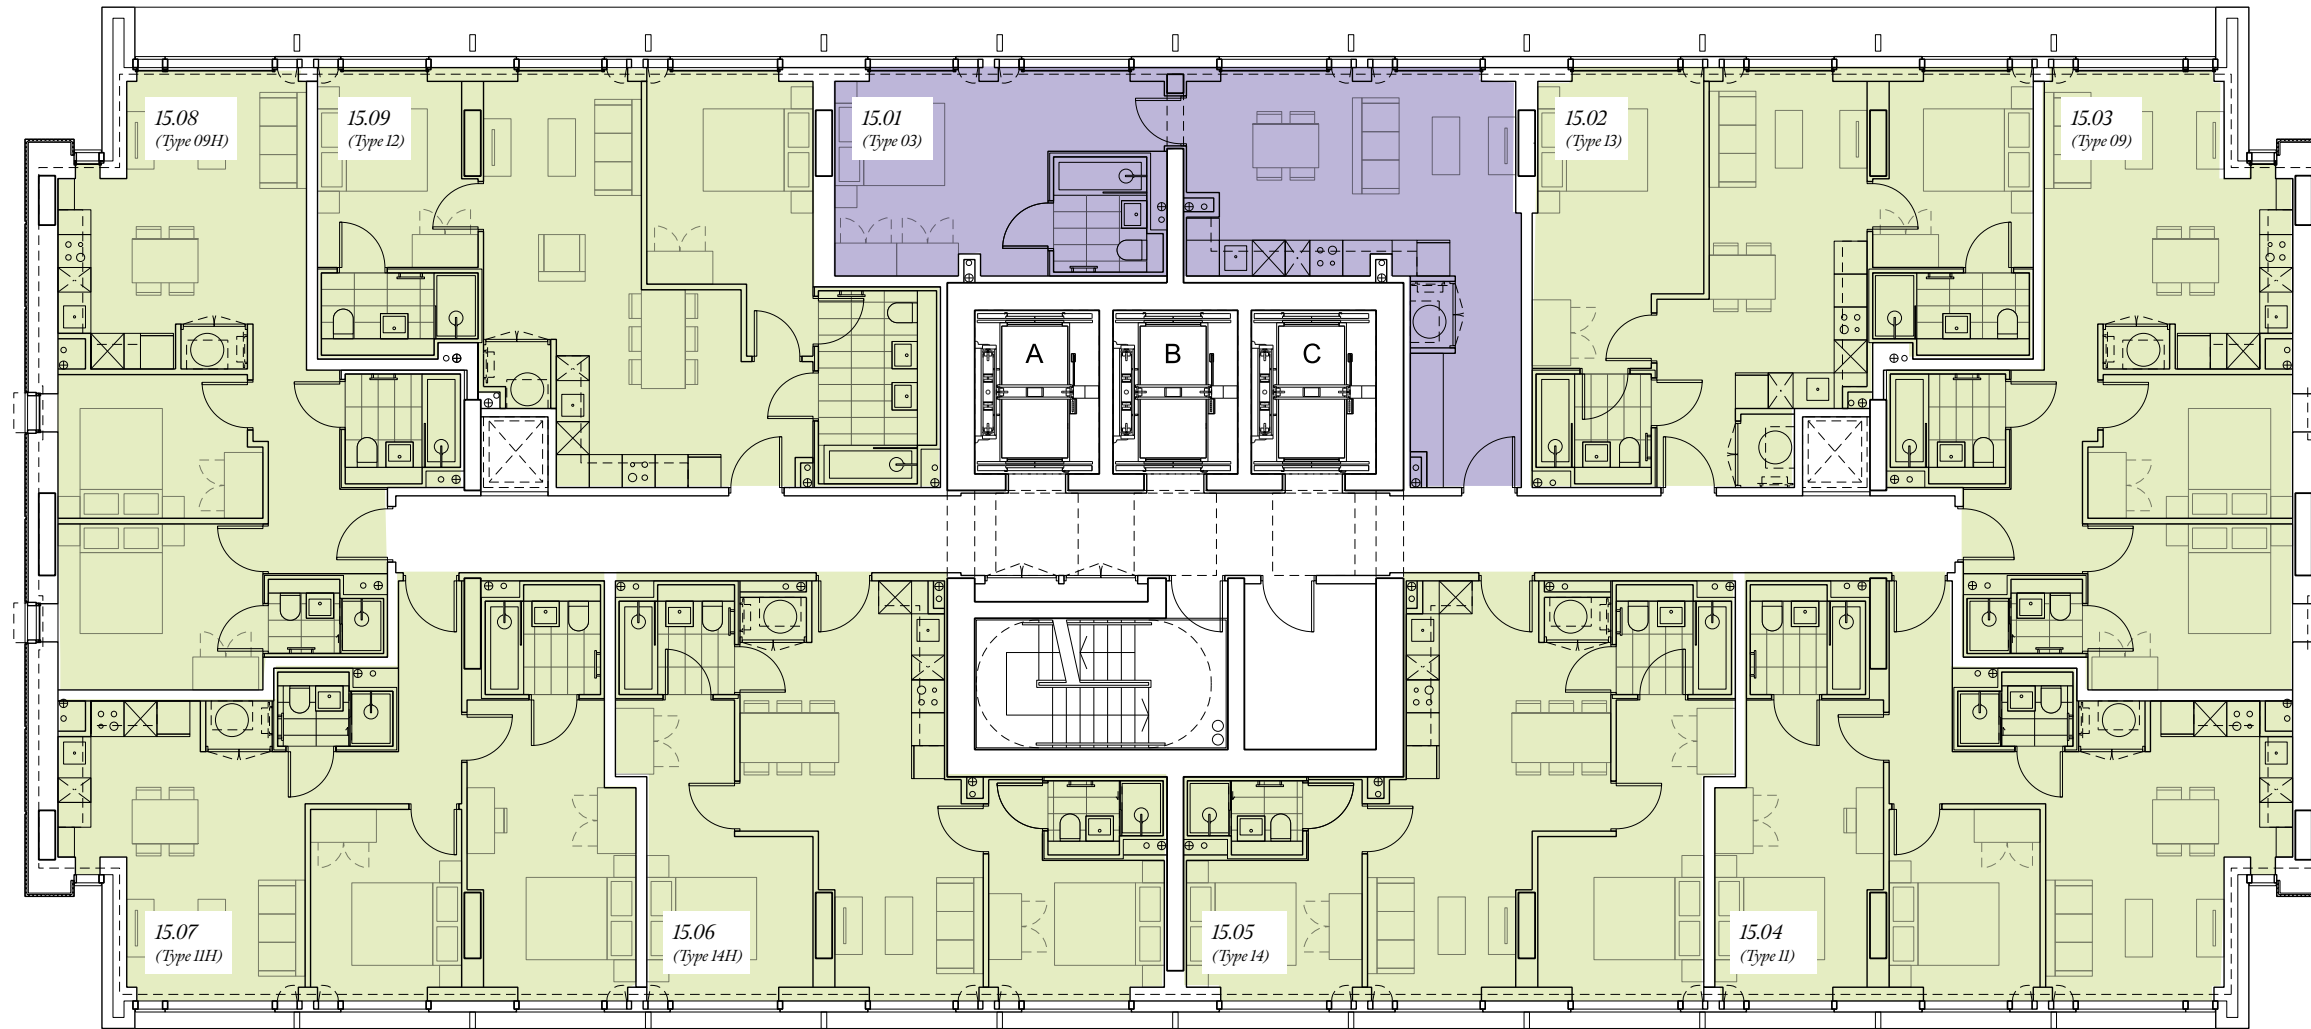 15.08
(Type 09H)
15.09
(Type 12)
15.01
(Type 03)
15.02
(Type 13)
15.03
(Type 09)
A
B
C
15.07
(Type 11H)
15.06
(Type 14H)
15.05
(Type 14)
15.04
(Type 11)